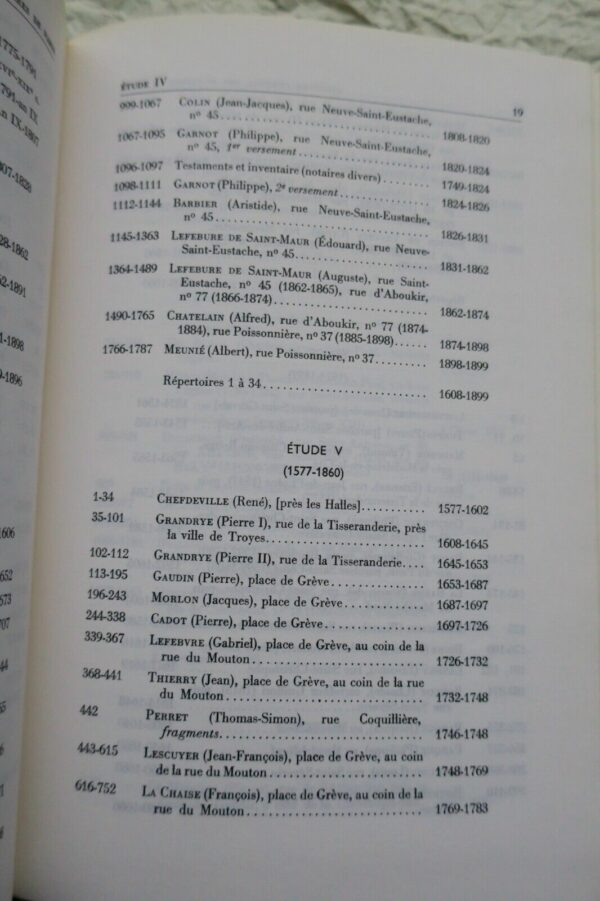 ÉTUDE IV 19
999-1067 COLIN (Jean-Jacques), rue Neuve-Saint-Eustache,
nº 45 1808-1820
1067-1095 GARNOT (Philippe), rue Neuve-Saint-Eustache,
nº 45, 1er versement 1820-1824
1096-1097 Testaments et inventaire (notaires divers) 1749-1824
1098-1111 GARNOT (Philippe), 2e versement 1824-1826
1112-1144 BARBIER (Aristide), rue Neuve-Saint-Eustache,
nº 45 1826-1831
1145-1363 LEFEBURE DE SAINT-MAUR (Édouard), rue Neuve-
Saint-Eustache, nº 45 1831-1862
1364-1489 LEFEBURE DE SAINT-MAUR (Auguste), rue Saint-
Eustache, nº 45 (1862-1865), rue d'Aboukir,
nº 77 (1866-1874) 1862-1874
1490-1765 CHATELAIN (Alfred), rue d'Aboukir, nº 77 (1874-
1884), rue Poissonnière, nº 37 (1885-1898) 1874-1898
1766-1787 MEUNIÉ (Albert), rue Poissonnière, nº 37 1898-1899
Répertoires 1 à 34 1608-1899
ÉTUDE V
(1577-1860)
1-34 CHEFDEVILLE (René), [près les Halles] 1577-1602
35-101 GRANDRYE (Pierre I), rue de la Tisseranderie, près
la ville de Troyes 1608-1645
102-112 GRANDRYE (Pierre II), rue de la Tisseranderie 1645-1653
113-195 GAUDIN (Pierre), place de Grève 1653-1687
196-243 MORLON (Jacques), place de Grève 1687-1697
244-338 CADOT (Pierre), place de Grève 1697-1726
339-367 LEFEBVRE (Gabriel), place de Grève, au coin de la
rue du Mouton 1726-1732
368-441 THIERRY (Jean), place de Grève, au coin de la rue
du Mouton 1732-1748
442 PERRET (Thomas-Simon), rue Coquillière,
fragments 1746-1748
443-615 LESCUYER (Jean-François), place de Grève, au coin
de la rue du Mouton 1748-1769
616-752 LA CHAISE (François), place de Grève, au coin de la
rue du Mouton 1769-1783